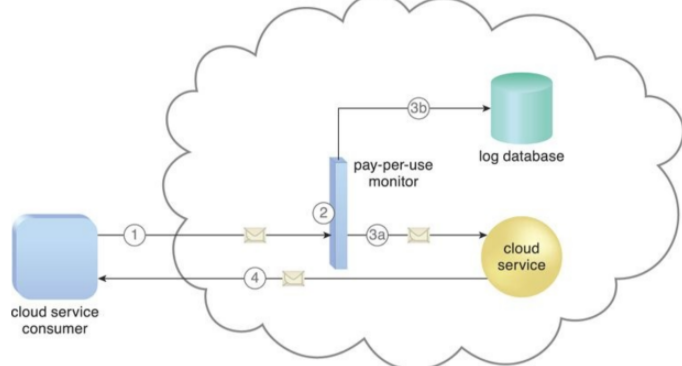 3b
log database
pay-per-use
monitor
2
1
3a
cloud
service
4
cloud service
consumer